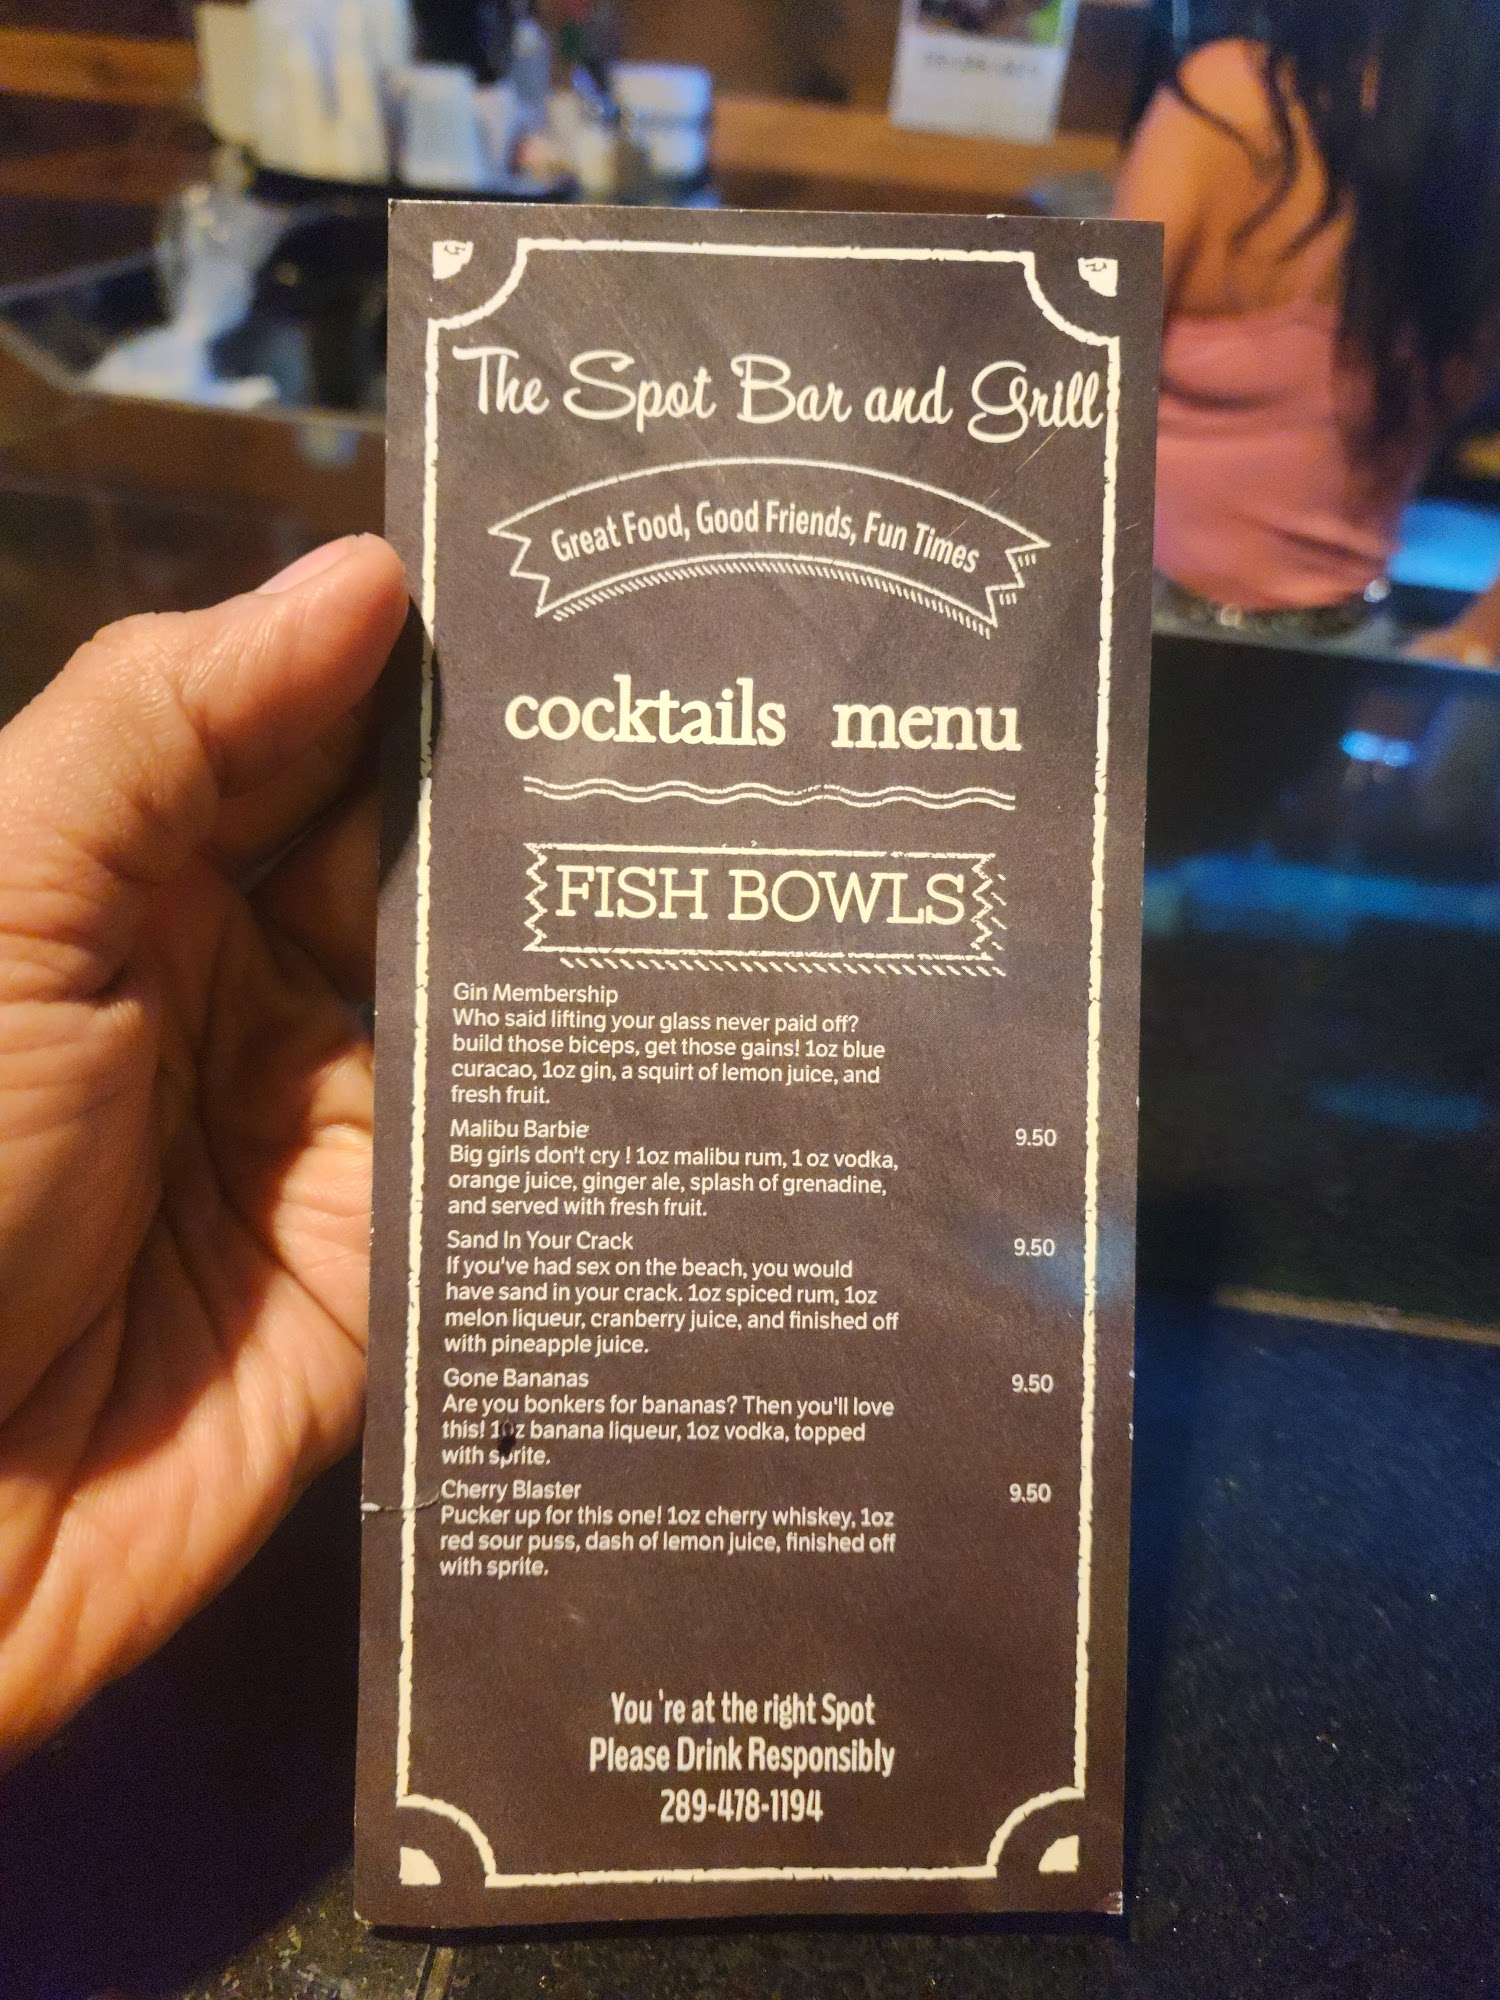 The Spot Bar and Grill
Great Food, Good Friends, Fun Times
cocktails menu
FISH BOWLS
Gin Membership
Who said lifting your glass never paid off?
build those biceps, get those gains! 1oz blue
curacao, 1oz gin, a squirt of lemon juice, and
fresh fruit.
Malibu Barbie 9.50
Big girls don't cry ! 1oz malibu rum, 1 oz vodka,
orange juice, ginger ale, splash of grenadine,
and served with fresh fruit.
Sand In Your Crack 9.50
If you've had sex on the beach, you would
have sand in your crack. 1oz spiced rum, 1oz
melon liqueur, cranberry juice, and finished off
with pineapple juice.
Gone Bananas 9.50
Are you bonkers for bananas? Then you'll love
this! 1oz banana liqueur, 1oz vodka, topped
with sprite.
Cherry Blaster 9.50
Pucker up for this one! 1oz cherry whiskey, 1oz
red sour puss, dash of lemon juice, finished off
with sprite.
You 're at the right Spot
Please Drink Responsibly
289-478-1194